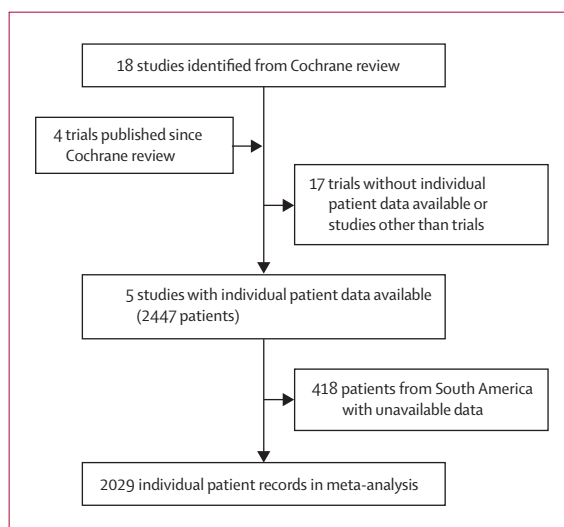 18 studies identified from Cochrane review
4 trials published since
Cochrane review
17 trials without individual
patient data available or
studies other than trials
5 studies with individual patient data available
(2447 patients)
418 patients from South America
with unavailable data
2029 individual patient records in meta-analysis